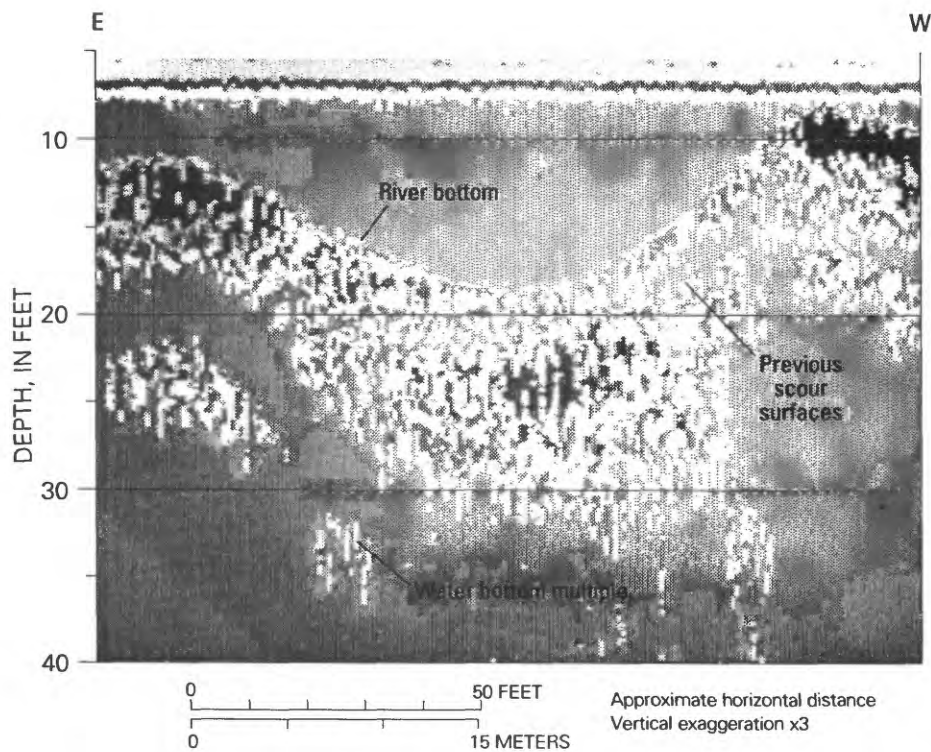 E
W
10
20
30
40
DEPTH, IN FEET
River bottom
Previous
scour
surfaces
Water bottom multiple
0
50 FEET
0
15 METERS
Approximate horizontal distance
Vertical exaggeration x3